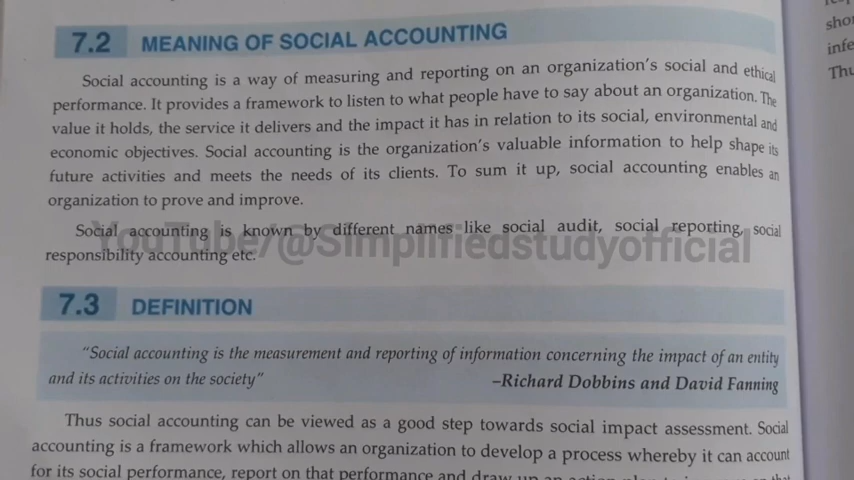 7.2 MEANING OF SOCIAL ACCOUNTING
Social accounting is a way of measuring and reporting on an organization's social and ethical
performance. It provides a framework to listen to what people have to say about an organization. The
value it holds, the service it delivers and the impact it has in relation to its social, environmental and
economic objectives. Social accounting is the organization's valuable information to help shape its
future activities and meets the needs of its clients. To sum it up, social accounting enables an
organization to prove and improve.
Social accounting is known by different names like social audit, social reporting, social
responsibility accounting etc.
YouTube/@Simplifiedstudyofficial
7.3 DEFINITION
"Social accounting is the measurement and reporting of information concerning the impact of an entity
and its activities on the society"
–Richard Dobbins and David Fanning
Thus social accounting can be viewed as a good step towards social impact assessment. Social
accounting is a framework which allows an organization to develop a process whereby it can account
for its social performance, report on that performance and draw up an action plan to
sho
infe
Thu